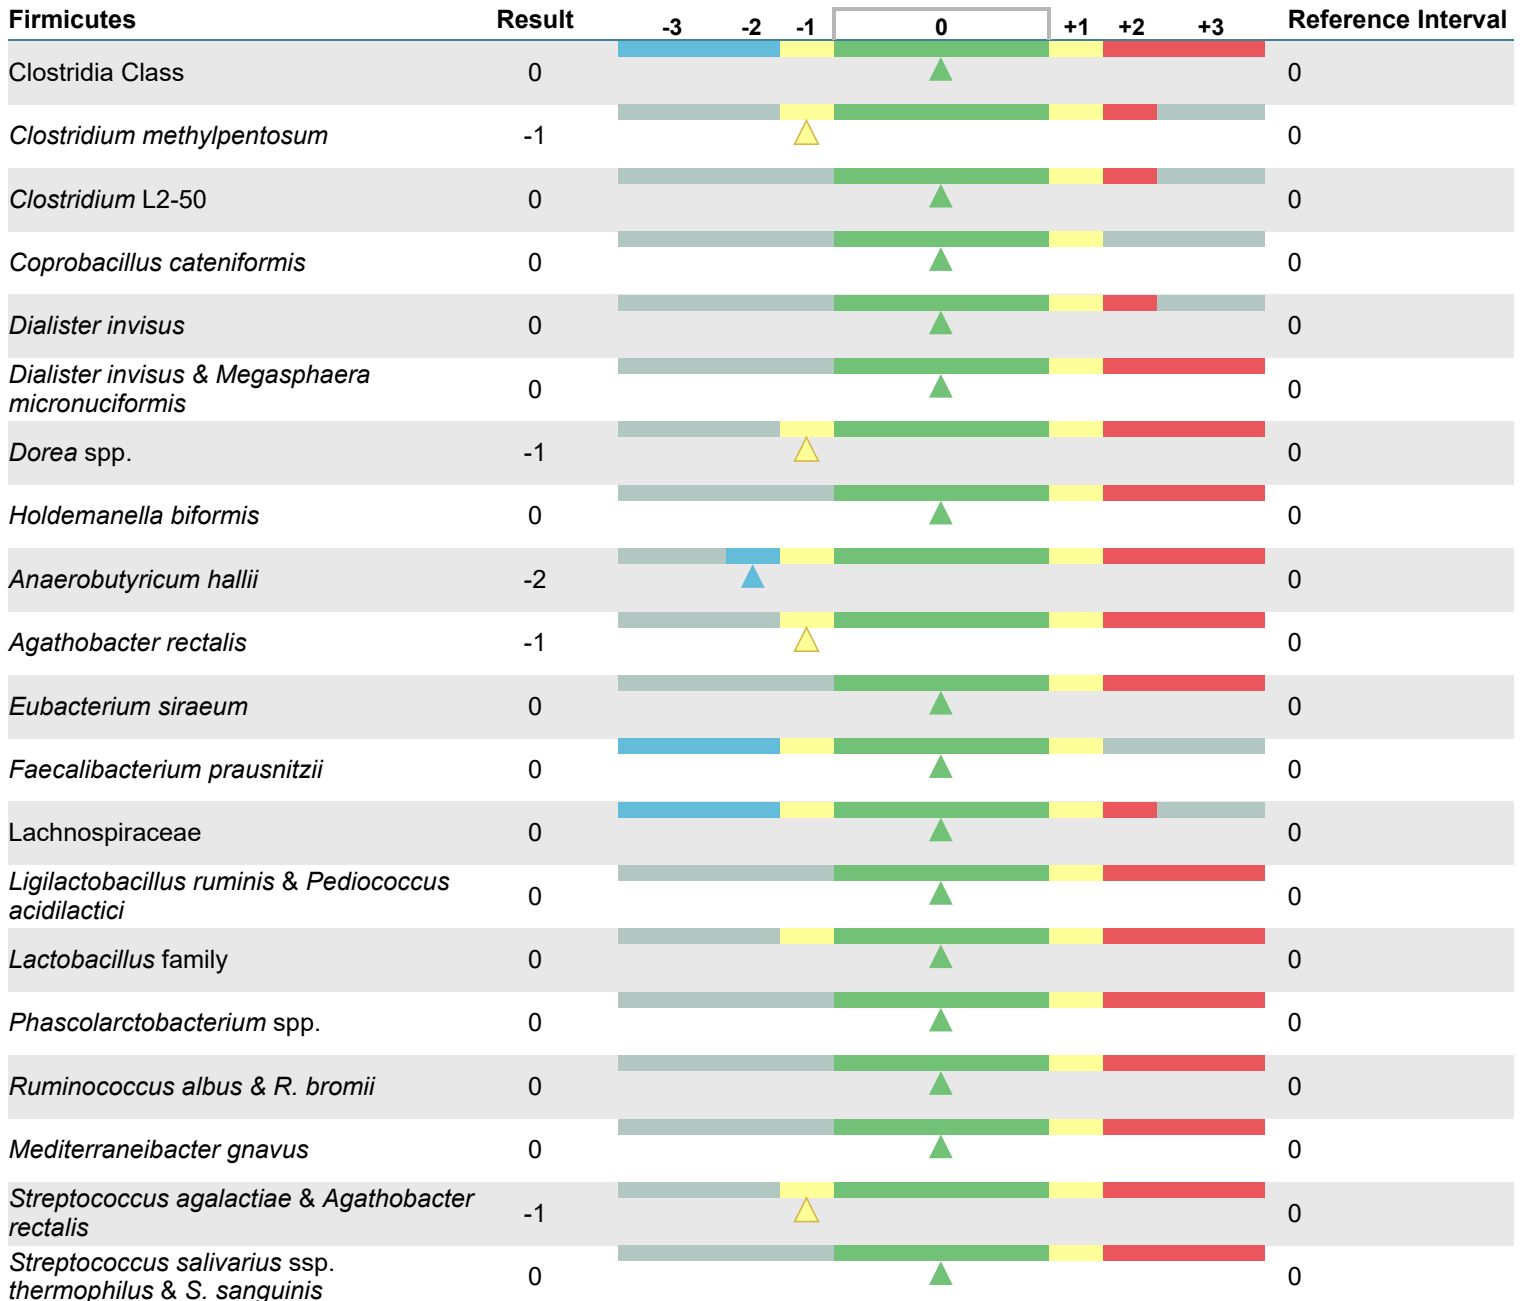 Firmicutes Result -3 -2 -1 0 +1 +2 +3 Reference Interval
Clostridia Class 0 0
Clostridium methylpentosum -1 0
Clostridium L2-50 0 0
Coprobacillus cateniformis 0 0
Dialister invisus 0 0
Dialister invisus & Megasphaera
micronuciformis 0 0
Dorea spp. -1 0
Holdemanella biformis 0 0
Anaerobutyricum hallii -2 0
Agathobacter rectalis -1 0
Eubacterium siraeum 0 0
Faecalibacterium prausnitzii 0 0
Lachnospiraceae 0 0
Ligilactobacillus ruminis & Pediococcus
acidilactici 0 0
Lactobacillus family 0 0
Phascolarctobacterium spp. 0 0
Ruminococcus albus & R. bromii 0 0
Mediterraneibacter gnavus 0 0
Streptococcus agalactiae & Agathobacter
rectalis -1 0
Streptococcus salivarius ssp.
thermophilus & S. sanguinis 0 0